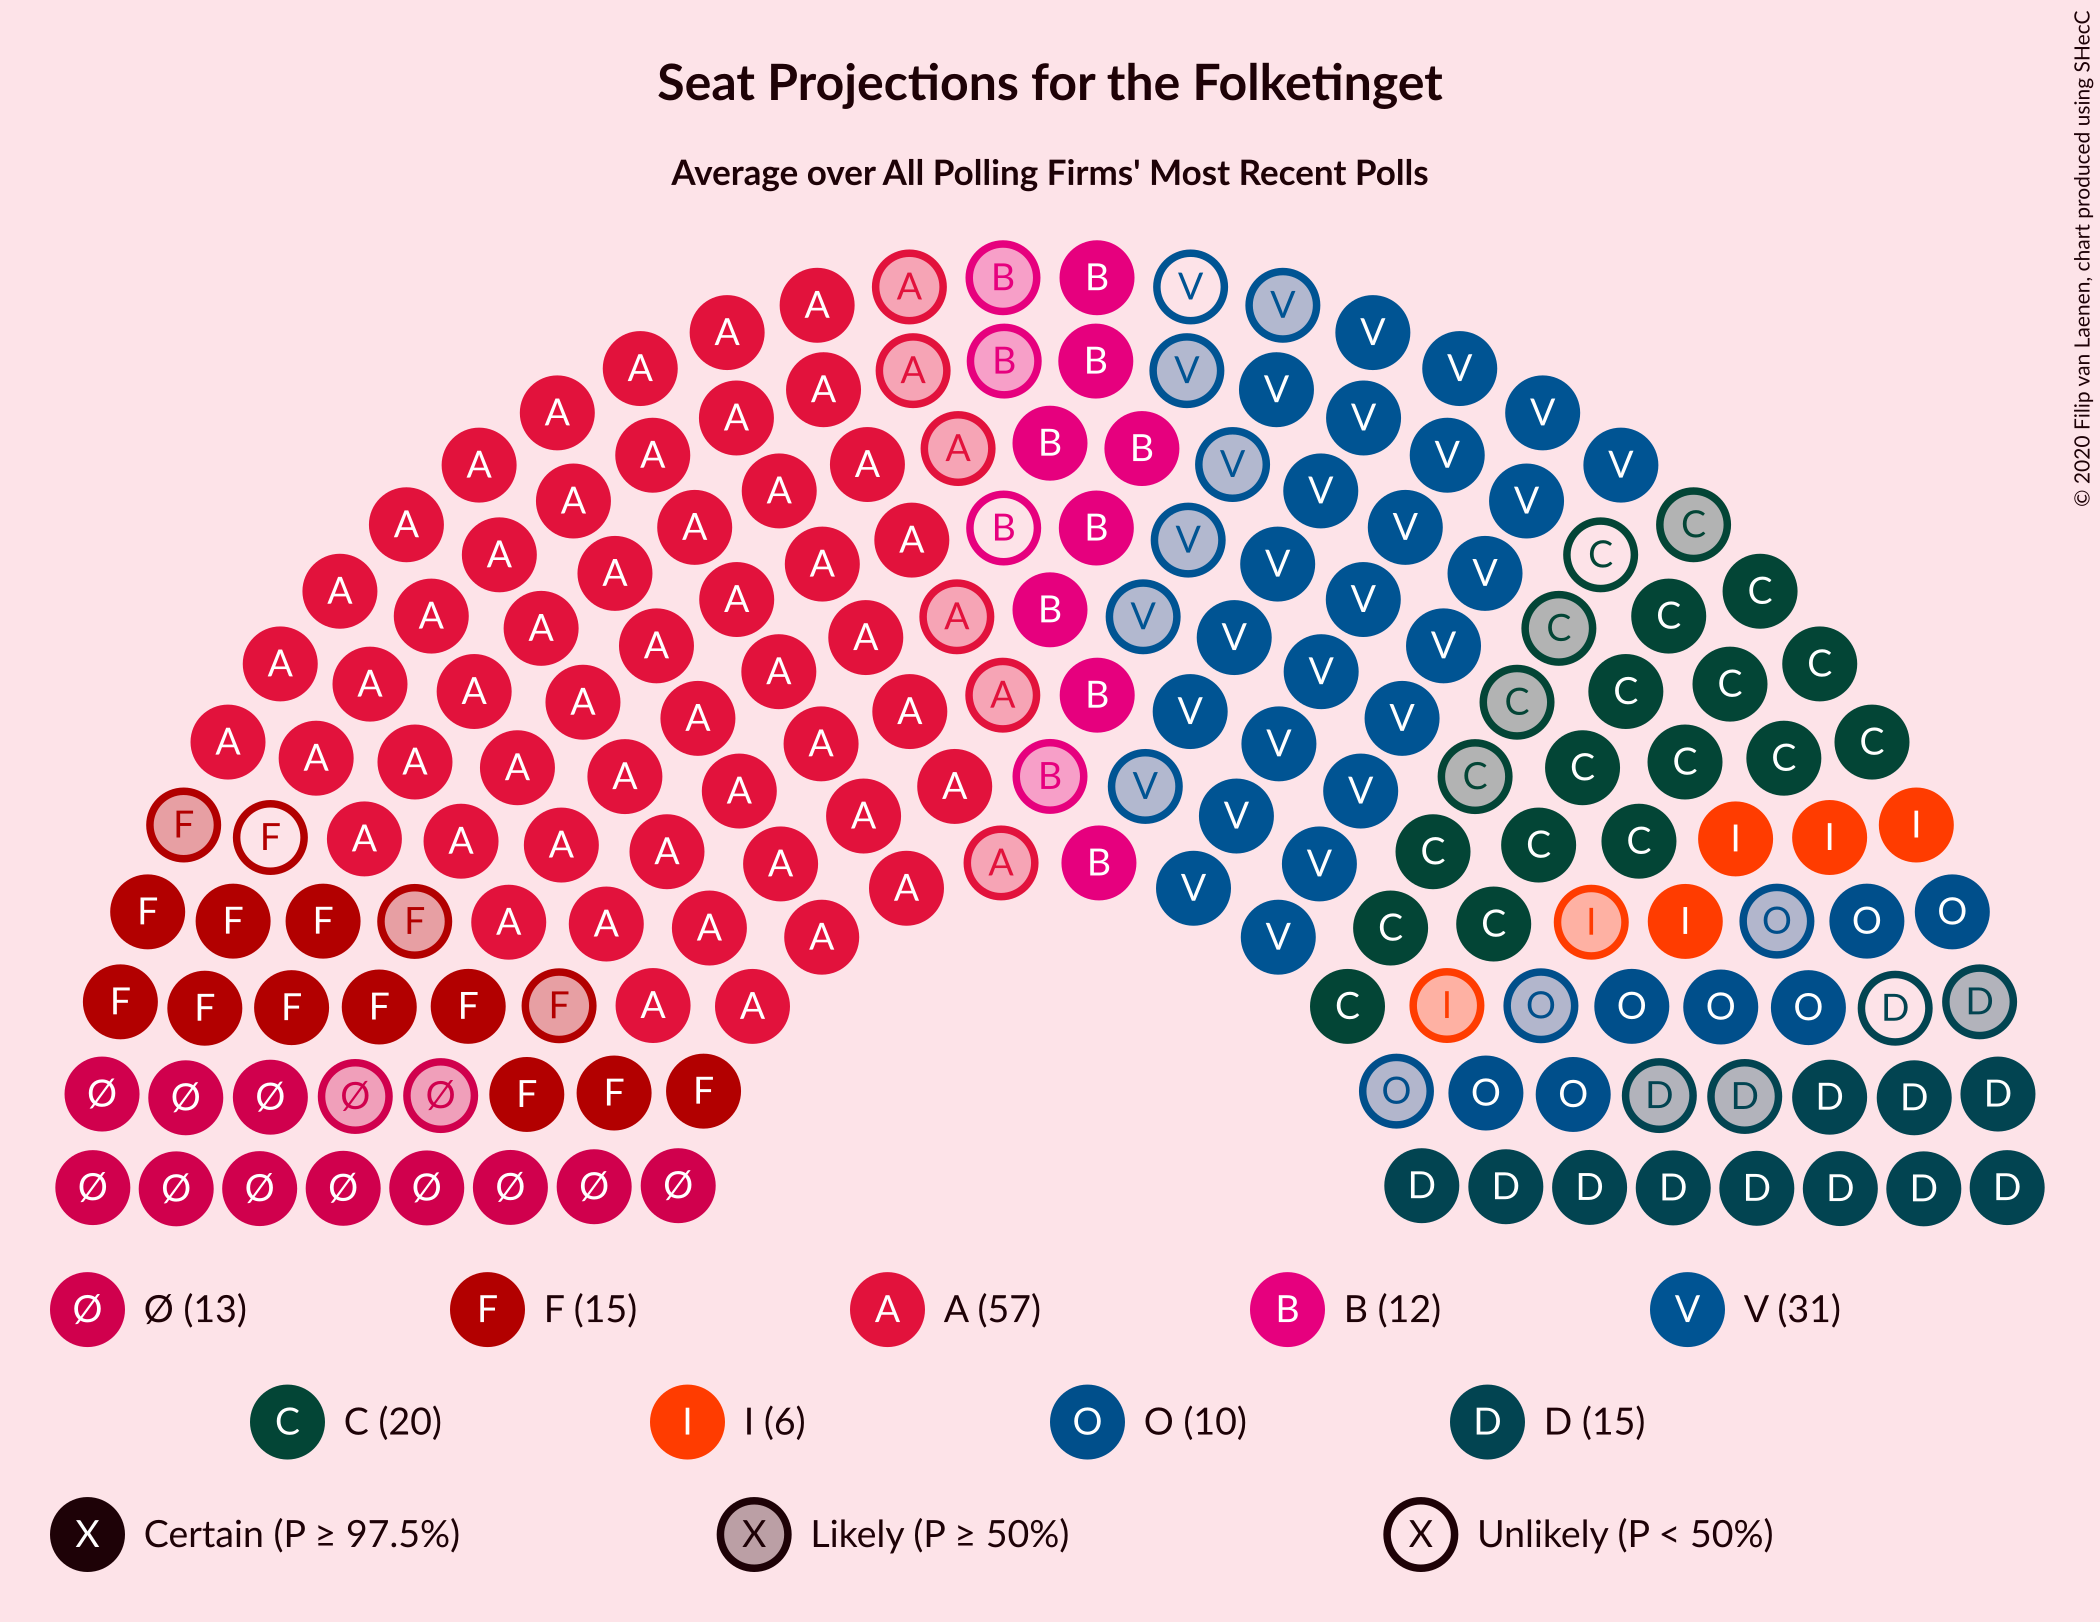 © 2020 Filip van Laenen, chart produced using SHecC
Seat Projections for the Folketinget
Average over All Polling Firms' Most Recent Polls
A A B B V V
A V
A A B B V V
A V
A A V V
A A A A B B V V V
A A V V
A A A B B V V C
A A A V V C
A A V C
A A A A B V V C C
A A V C
A A A A A B V C C C
A A V V
A A A V C
A A A B C C C C
A A V V
F A V I
F A A A A C C C I I
A A B V
A V
F F F F A A A A V C C I I O O O
F F F F F F A A C I O O O O D D
Ø Ø Ø Ø Ø F F F O O O D D D D D
Ø Ø Ø Ø Ø Ø Ø Ø D D D D D D D D
Ø Ø (13) F F (15) A A (57) B B (12) V V (31)
C C (20) I I (6) O O (10) D D (15)
X Certain (P ≥ 97.5%) X Likely (P ≥ 50%) X Unlikely (P < 50%)